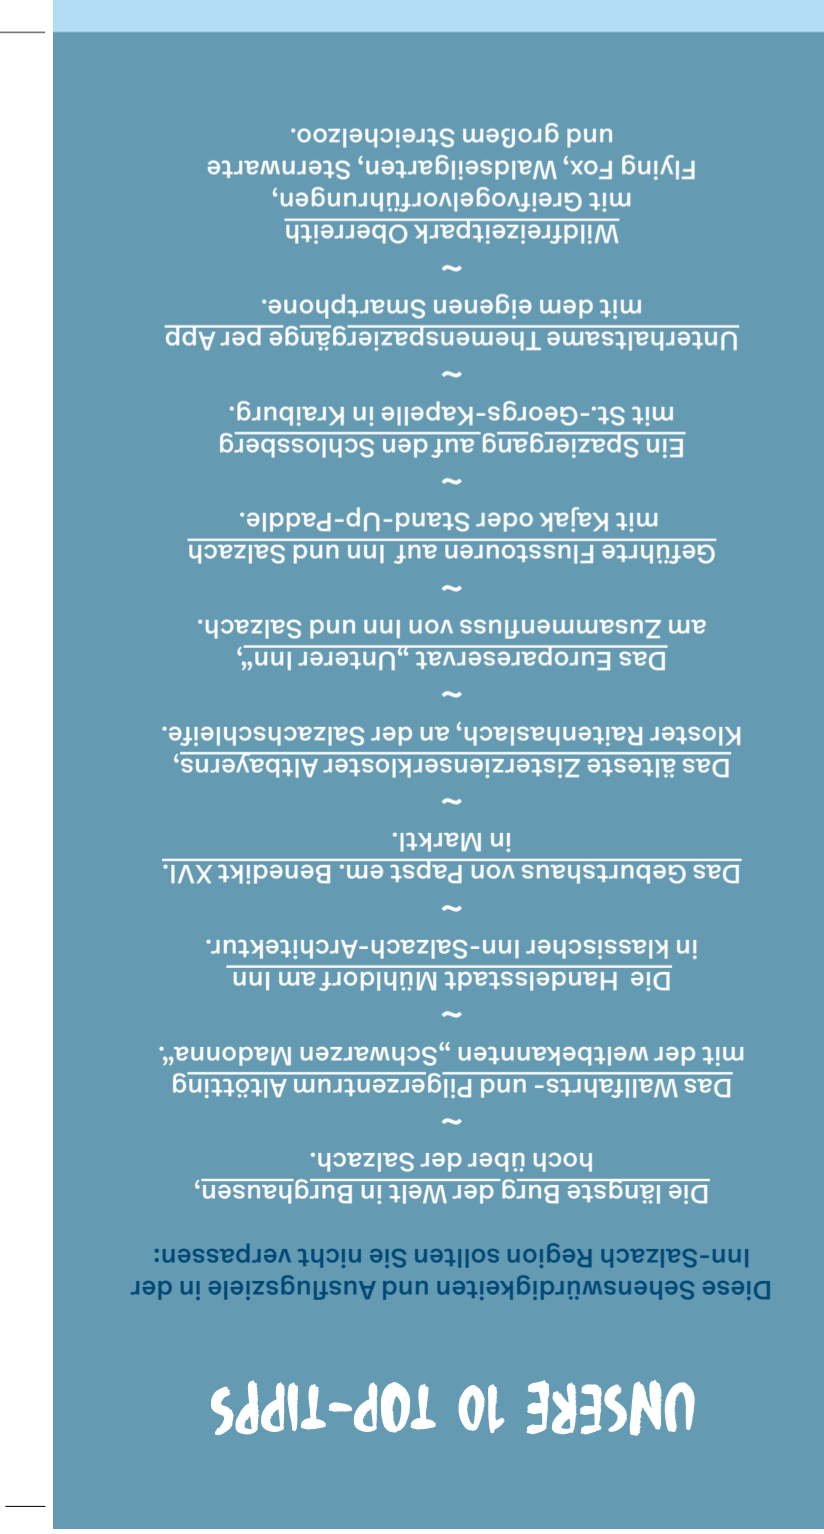 UNSERE 10 TOP-TIPPS
Diese Sehenswürdigkeiten und Ausflugsziele in der
Inn-Salzach Region sollten Sie nicht verpassen:
Die längste Burg der Welt in Burghausen,
hoch über der Salzach.
~
Das Wallfahrts- und Pilgerzentrum Altötting
mit der weltbekannten „Schwarzen Madonna“.
~
Die Handelsstadt Mühldorf am Inn
in klassischer Inn-Salzach-Architektur.
~
Das Geburtshaus von Papst em. Benedikt XVI.
in Marktl.
~
Das älteste Zisterzienserkloster Altbayerns,
Kloster Raitenhaslach, an der Salzachschleife.
~
Das Europareservat „Unterer Inn“,
am Zusammenfluss von Inn und Salzach.
~
Geführte Flusstouren auf Inn und Salzach
mit Kajak oder Stand-Up-Paddle.
~
Ein Spaziergang auf den Schlossberg
mit St.-Georgs-Kapelle in Kraiburg.
~
Unterhaltsame Themenspaziergänge per App
mit dem eigenen Smartphone.
~
Wildfreizeitpark Oberreith
mit Greifvogelvorführungen,
Flying Fox, Waldseilgarten, Sternwarte
und großem Streichelzoo.